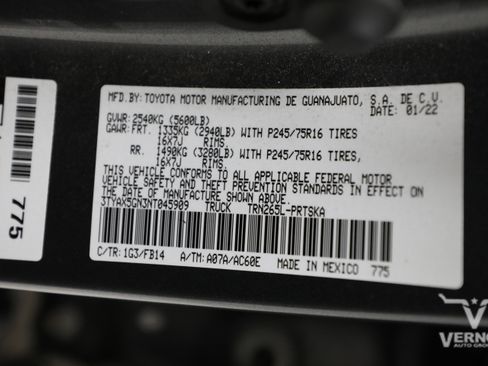 MFD.BY:TOYOTA MOTOR MANUFACTURING DE GUANAJUATO, S.A. DE C.V.
GVWR:2540KG (5600LB) 01/22
GAWR:FRT. 1335KG (2940LB) WITH P245/75R16 TIRES
16X7J RIMS,
RR. 1490KG (3280LB) WITH P245/75R16 TIRES,
16X7J RIMS.
THIS VEHICLE CONFORMS TO ALL APPLICABLE FEDERAL MOTOR
VEHICLE SAFETY AND THEFT PREVENTION STANDARDS IN EFFECT ON
THE DATE OF MANUFACTURE SHOWN ABOVE.
3TYAX5GN3NT045909 TRUCK TRN265L-PRTSKA
C/TR:1G3/FB14 A/TM:A07A/AC60E MADE IN MEXICO 775
775
VERNO
AUTO GROU